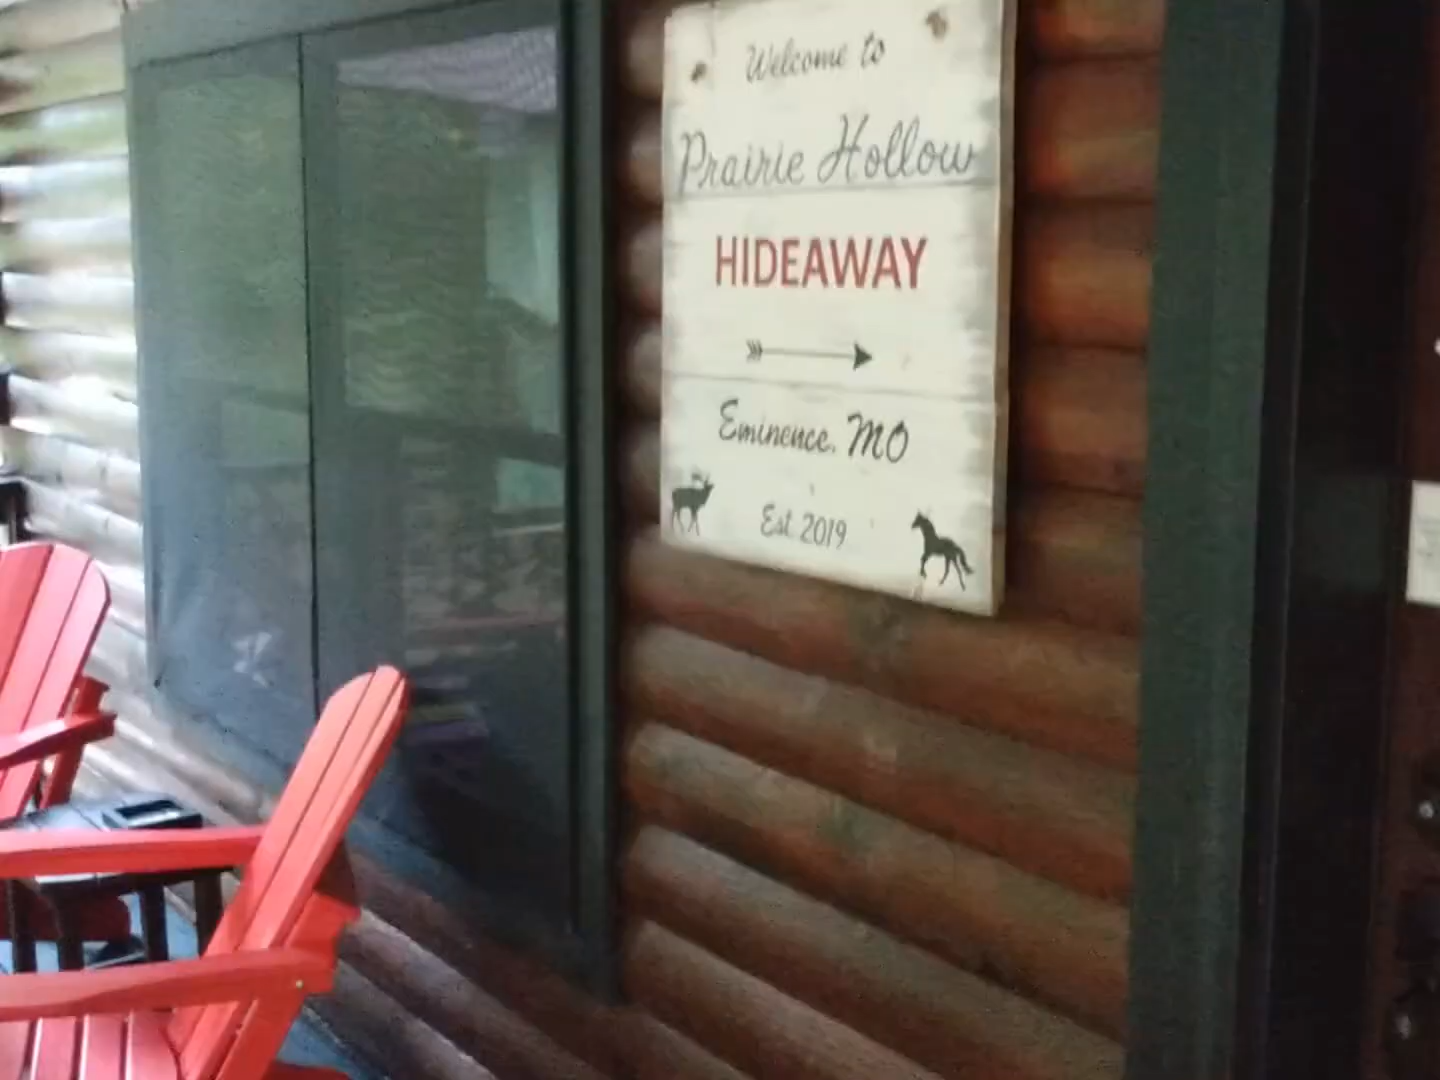 Welcome to
Prairie Hollow
HIDEAWAY
Eminence, MO
Est. 2019